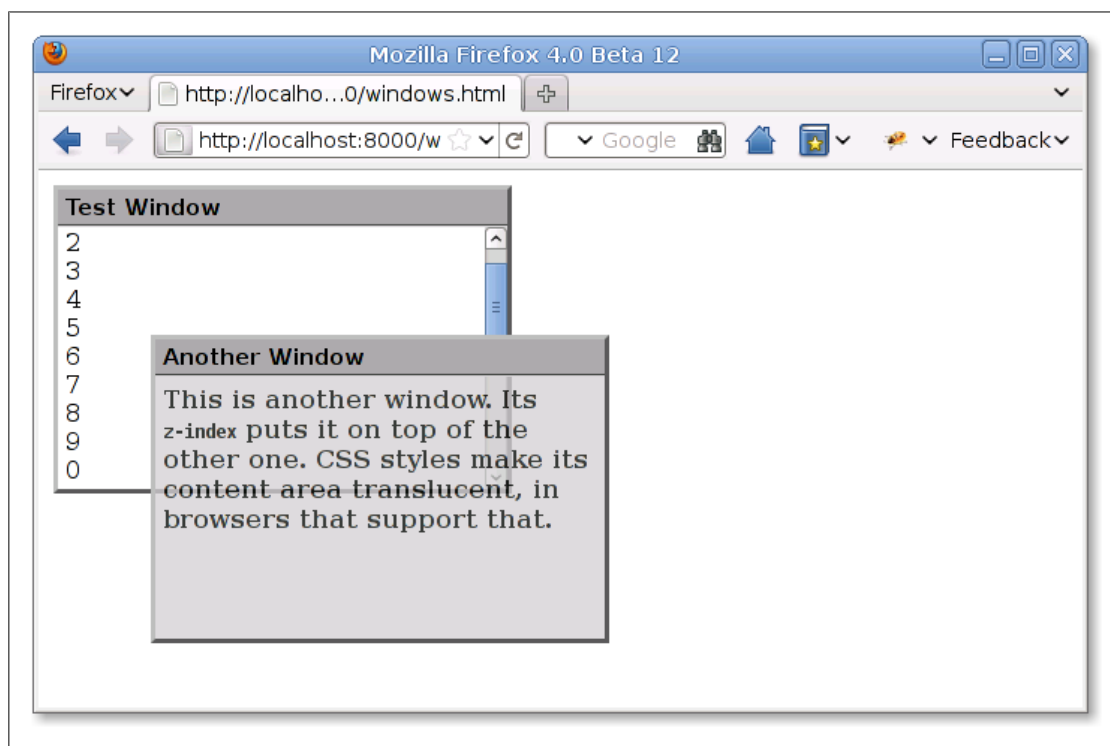 Mozilla Firefox 4.0 Beta 12
Firefox
http://localho...0/windows.html
http://localhost:8000/w
Google
Feedback
Test Window
2
3
4
5
6
7
8
9
0
Another Window
This is another window. Its
z-index puts it on top of the
other one. CSS styles make its
content area translucent, in
browsers that support that.